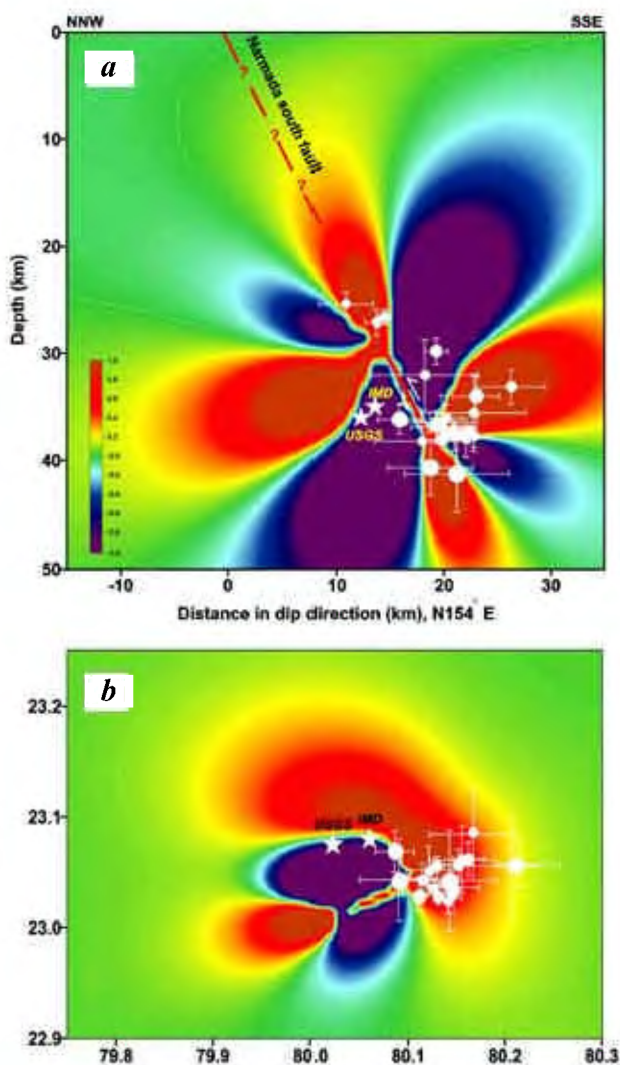 NNW SSE
a
0
Narmada south fault
10
20
Depth (km)
30
IMD
USGS
40
50
-10 0 10 20 30
Distance in dip direction (km), N154° E
b
23.2
23.1
USGS IMD
23.0
22.9
79.8 79.9 80.0 80.1 80.2 80.3